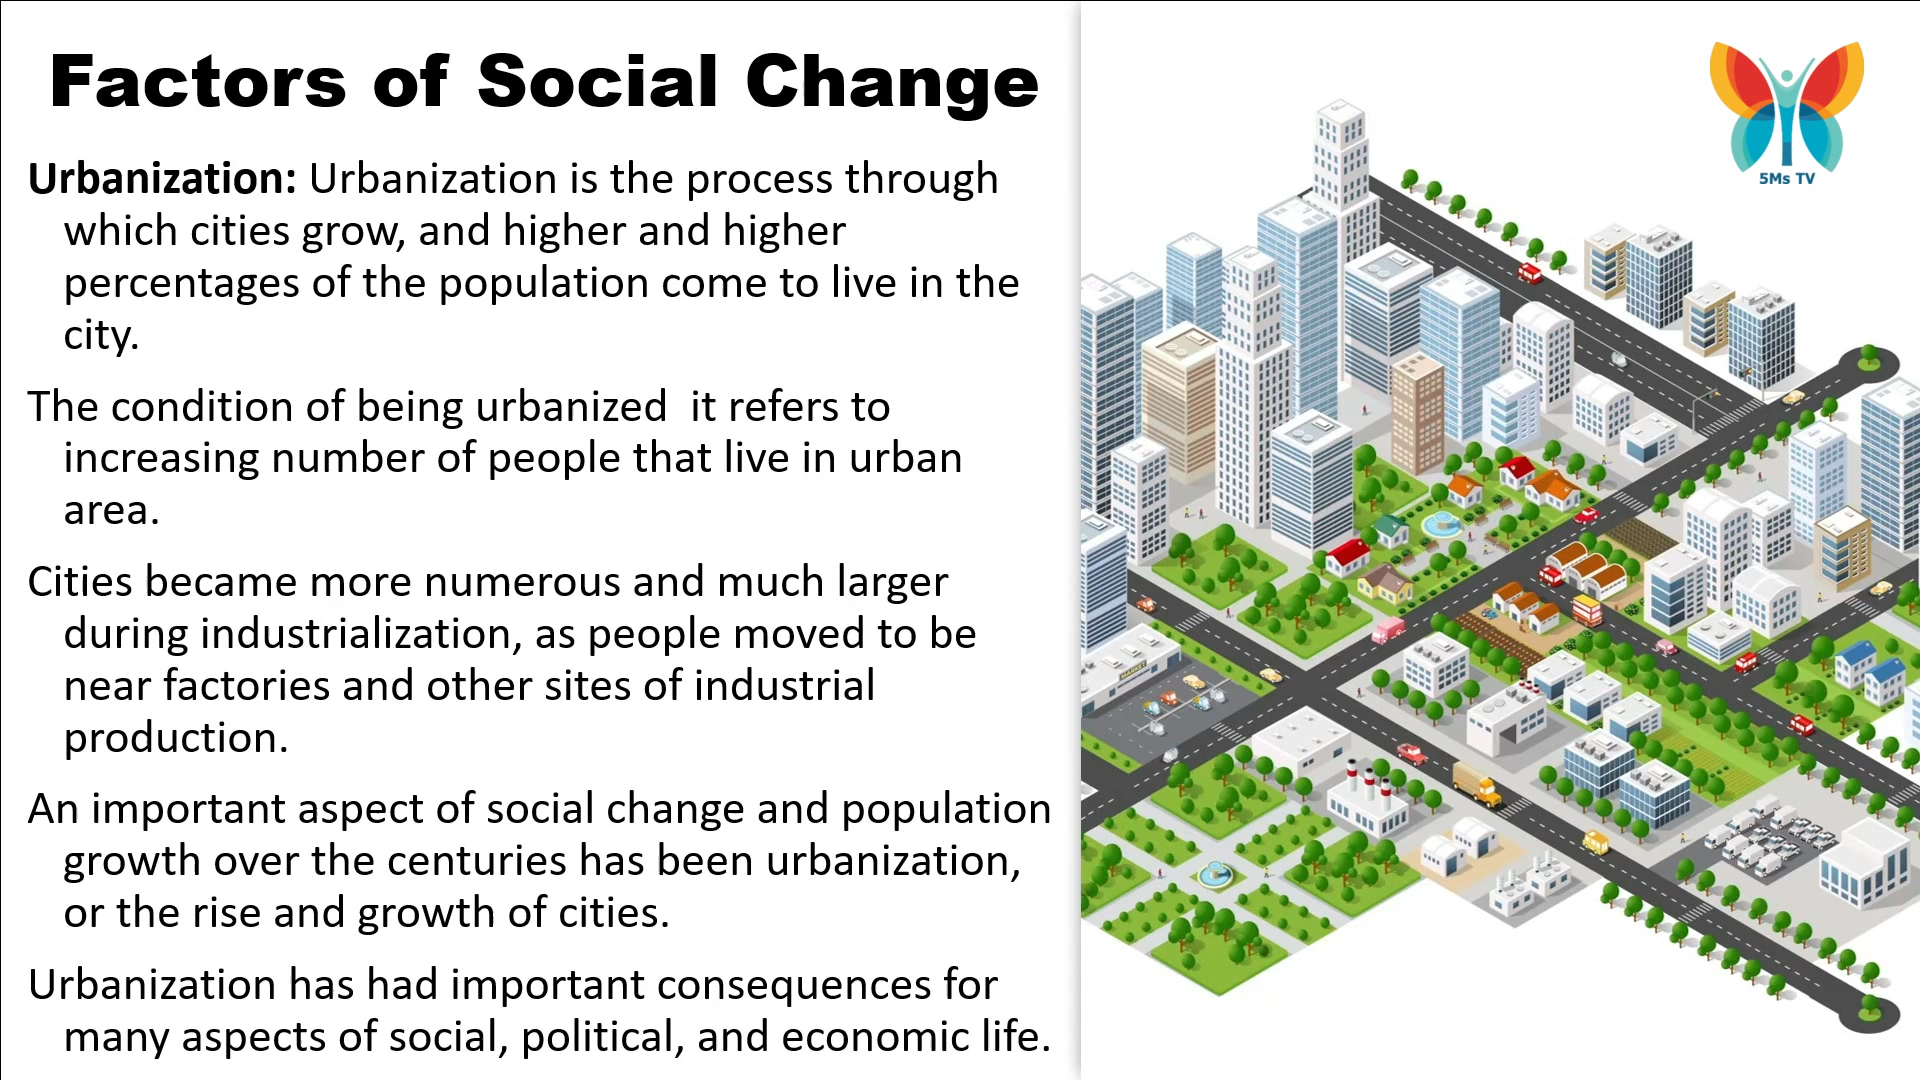 Factors of Social Change
Urbanization: Urbanization is the process through
which cities grow, and higher and higher
percentages of the population come to live in the
city.
The condition of being urbanized  it refers to
increasing number of people that live in urban
area.
Cities became more numerous and much larger
during industrialization, as people moved to be
near factories and other sites of industrial
production.
An important aspect of social change and population
growth over the centuries has been urbanization,
or the rise and growth of cities.
Urbanization has had important consequences for
many aspects of social, political, and economic life.
5Ms TV
MARKET